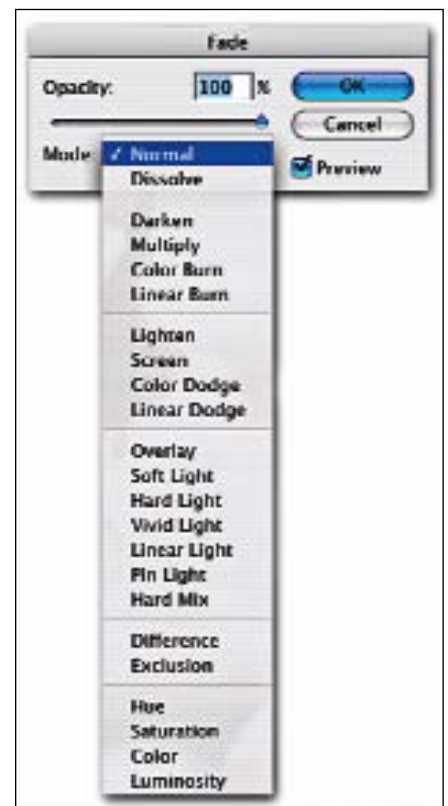 Fade
Opacity: 100 % OK
Cancel
Mode: ✓ Normal
Preview
Dissolve
Darken
Multiply
Color Burn
Linear Burn
Lighten
Screen
Color Dodge
Linear Dodge
Overlay
Soft Light
Hard Light
Vivid Light
Linear Light
Pin Light
Hard Mix
Difference
Exclusion
Hue
Saturation
Color
Luminosity